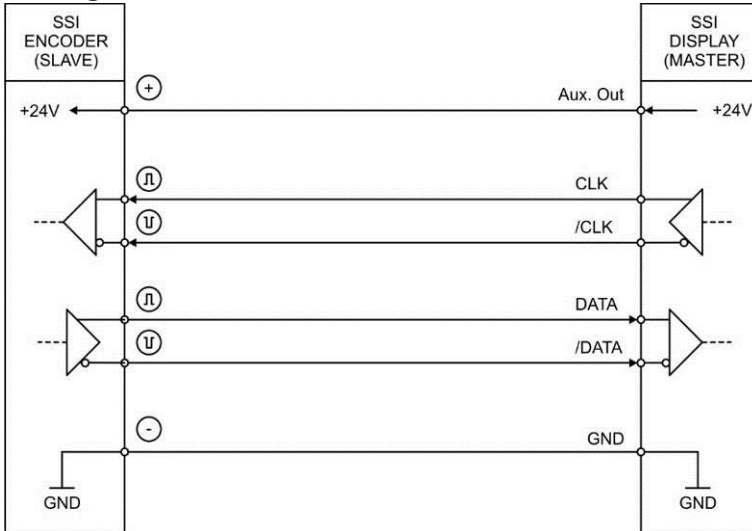 SSI
ENCODER
(SLAVE)
SSI
DISPLAY
(MASTER)
+
Aux. Out
+24V
+24V
CLK
/CLK
DATA
/DATA
-
GND
GND
GND